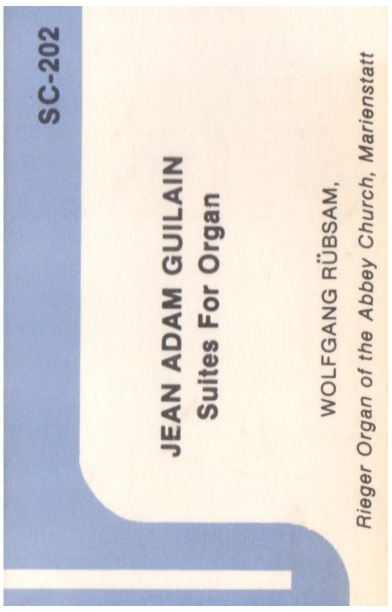 SC-202
JEAN ADAM GUILAIN
Suites For Organ
WOLFGANG RÜBSAM,
Rieger Organ of the Abbey Church, Marienstatt